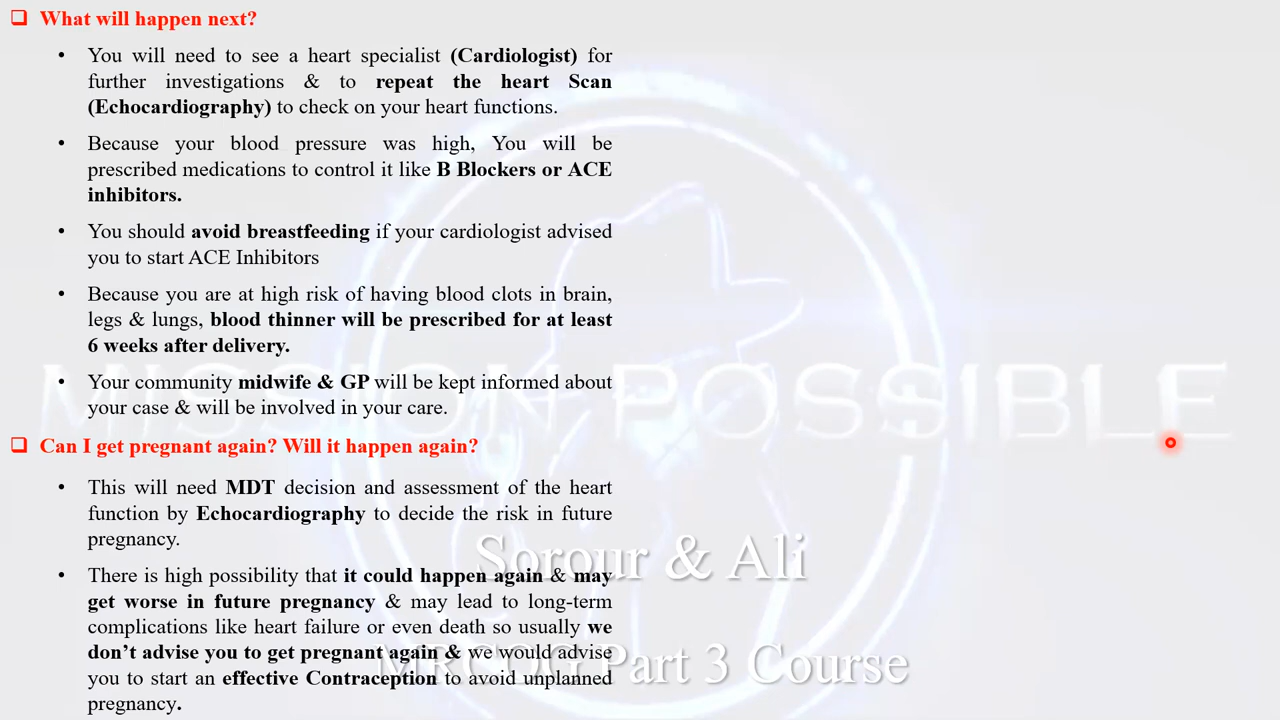 ❑ What will happen next?
• You will need to see a heart specialist (Cardiologist) for
further investigations & to repeat the heart Scan
(Echocardiography) to check on your heart functions.
• Because your blood pressure was high, You will be
prescribed medications to control it like B Blockers or ACE
inhibitors.
• You should avoid breastfeeding if your cardiologist advised
you to start ACE Inhibitors
• Because you are at high risk of having blood clots in brain,
legs & lungs, blood thinner will be prescribed for at least
6 weeks after delivery.
• Your community midwife & GP will be kept informed about
your case & will be involved in your care.
❑ Can I get pregnant again? Will it happen again?
• This will need MDT decision and assessment of the heart
function by Echocardiography to decide the risk in future
pregnancy.
• There is high possibility that it could happen again & may
get worse in future pregnancy & may lead to long-term
complications like heart failure or even death so usually we
don’t advise you to get pregnant again & we would advise
you to start an effective Contraception to avoid unplanned
pregnancy.
MISSION POSSIBLE
Sorour & Ali
MRCOG Part 3 Course